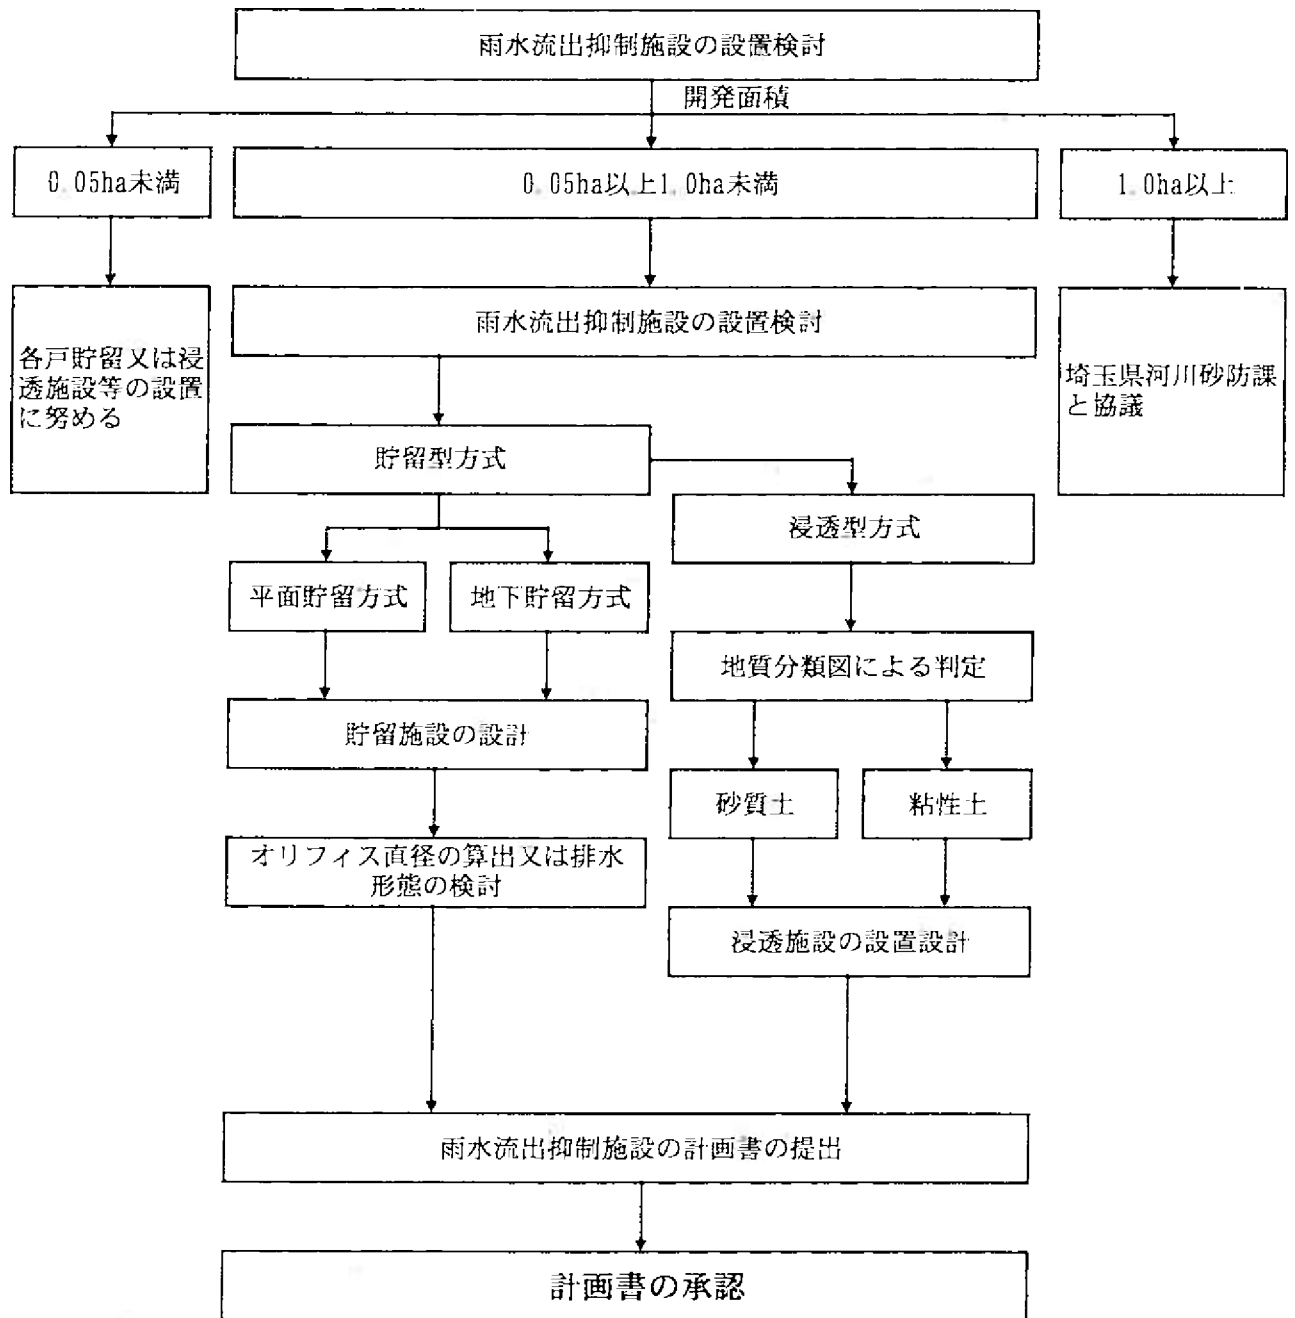 雨水流出抑制施設の設置検討
開発面積
0.05ha未満
0.05ha以上1.0ha未満
1.0ha以上
各戸貯留又は浸
透施設等の設置
に努める
雨水流出抑制施設の設置検討
埼玉県河川砂防課
と協議
貯留型方式
浸透型方式
平面貯留方式
地下貯留方式
地質分類図による判定
貯留施設の設計
砂質土
粘性土
オリフィス直径の算出又は排水
形態の検討
浸透施設の設置設計
雨水流出抑制施設の計画書の提出
計画書の承認